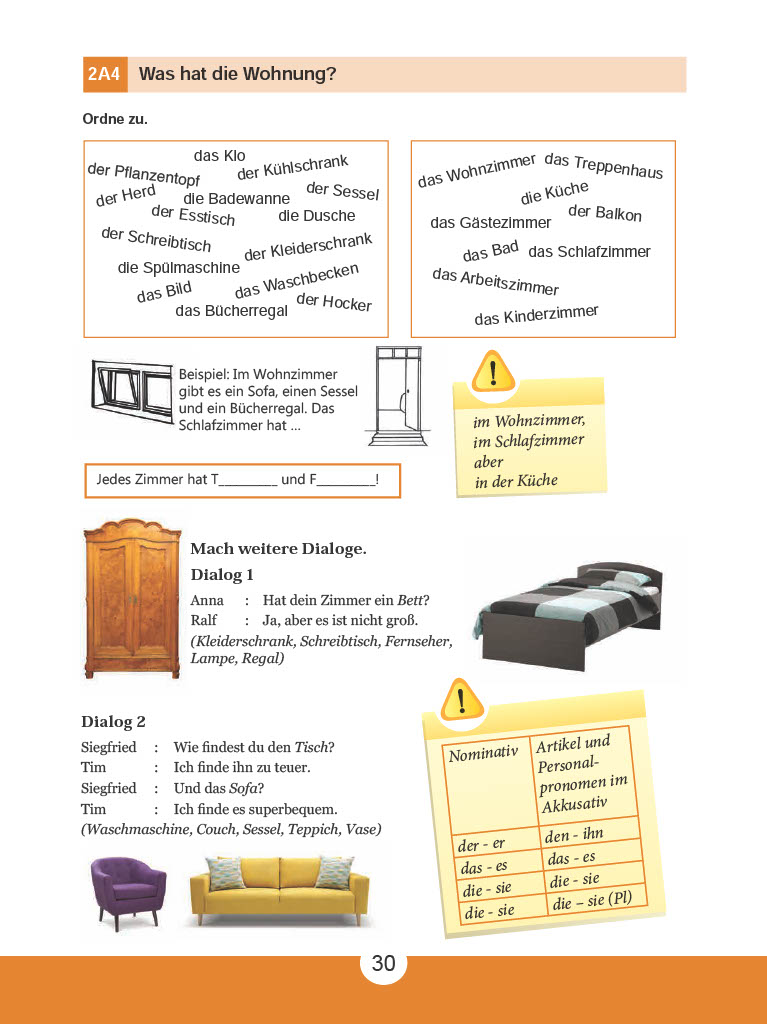 2A4 Was hat die Wohnung?
Ordne zu.
das Klo
der Pflanzentopf
der Kühlschrank
der Herd
die Badewanne
der Sessel
der Esstisch
die Dusche
der Schreibtisch
der Kleiderschrank
die Spülmaschine
das Bild
das Waschbecken
das Bücherregal
der Hocker
das Wohnzimmer
das Treppenhaus
die Küche
das Gästezimmer
der Balkon
das Bad
das Schlafzimmer
das Arbeitszimmer
das Kinderzimmer
Beispiel: Im Wohnzimmer
gibt es ein Sofa, einen Sessel
und ein Bücherregal. Das
Schlafzimmer hat ...
!
im Wohnzimmer,
im Schlafzimmer
aber
in der Küche
Jedes Zimmer hat T________ und F________!
Mach weitere Dialoge.
Dialog 1
Anna : Hat dein Zimmer ein Bett?
Ralf : Ja, aber es ist nicht groß.
(Kleiderschrank, Schreibtisch, Fernseher,
Lampe, Regal)
Dialog 2
Siegfried : Wie findest du den Tisch?
Tim : Ich finde ihn zu teuer.
Siegfried : Und das Sofa?
Tim : Ich finde es superbequem.
(Waschmaschine, Couch, Sessel, Teppich, Vase)
!
Nominativ
Artikel und
Personal-
pronomen im
Akkusativ
der - er den - ihn
das - es das - es
die - sie die - sie
die - sie die – sie (Pl)
30